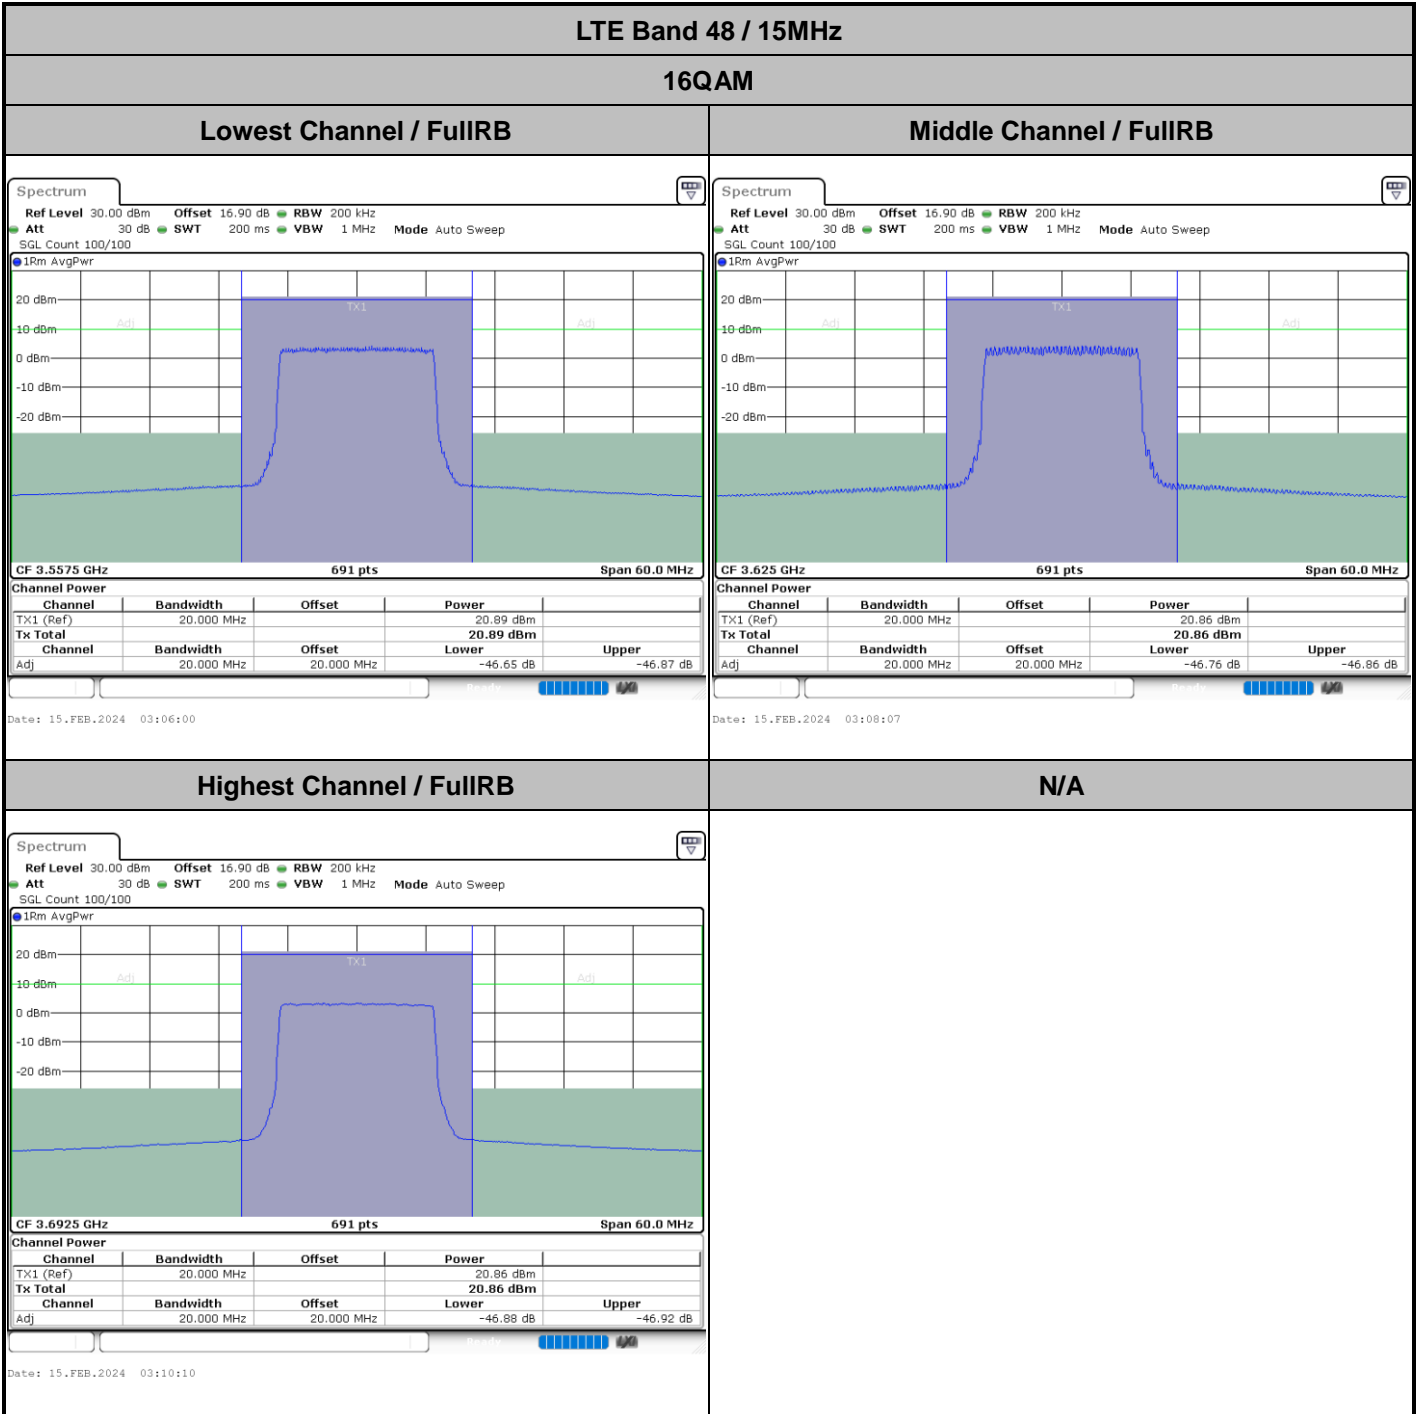 LTE Band 48 / 15MHz
16QAM
Lowest Channel / FullRB
Middle Channel / FullRB
Spectrum
Ref Level 30.00 dBm Offset 16.90 dB RBW 200 kHz
Att 30 dB SWT 200 ms VBW 1 MHz Mode Auto Sweep
SGL Count 100/100
1Rm AvgPwr
20 dBm
TX1
10 dBm
Adj
Adj
0 dBm
-10 dBm
-20 dBm
CF 3.5575 GHz 691 pts Span 60.0 MHz
Channel Power
Channel Bandwidth Offset Power
TX1 (Ref) 20.000 MHz 20.89 dBm
Tx Total 20.89 dBm
Channel Bandwidth Offset Lower Upper
Adj 20.000 MHz 20.000 MHz -46.65 dB -46.87 dB
Ready
Date: 15.FEB.2024 03:06:00
Spectrum
Ref Level 30.00 dBm Offset 16.90 dB RBW 200 kHz
Att 30 dB SWT 200 ms VBW 1 MHz Mode Auto Sweep
SGL Count 100/100
1Rm AvgPwr
20 dBm
TX1
10 dBm
Adj
Adj
0 dBm
-10 dBm
-20 dBm
CF 3.625 GHz 691 pts Span 60.0 MHz
Channel Power
Channel Bandwidth Offset Power
TX1 (Ref) 20.000 MHz 20.86 dBm
Tx Total 20.86 dBm
Channel Bandwidth Offset Lower Upper
Adj 20.000 MHz 20.000 MHz -46.76 dB -46.86 dB
Ready
Date: 15.FEB.2024 03:08:07
Highest Channel / FullRB
N/A
Spectrum
Ref Level 30.00 dBm Offset 16.90 dB RBW 200 kHz
Att 30 dB SWT 200 ms VBW 1 MHz Mode Auto Sweep
SGL Count 100/100
1Rm AvgPwr
20 dBm
TX1
10 dBm
Adj
Adj
0 dBm
-10 dBm
-20 dBm
CF 3.6925 GHz 691 pts Span 60.0 MHz
Channel Power
Channel Bandwidth Offset Power
TX1 (Ref) 20.000 MHz 20.86 dBm
Tx Total 20.86 dBm
Channel Bandwidth Offset Lower Upper
Adj 20.000 MHz 20.000 MHz -46.88 dB -46.92 dB
Ready
Date: 15.FEB.2024 03:10:10